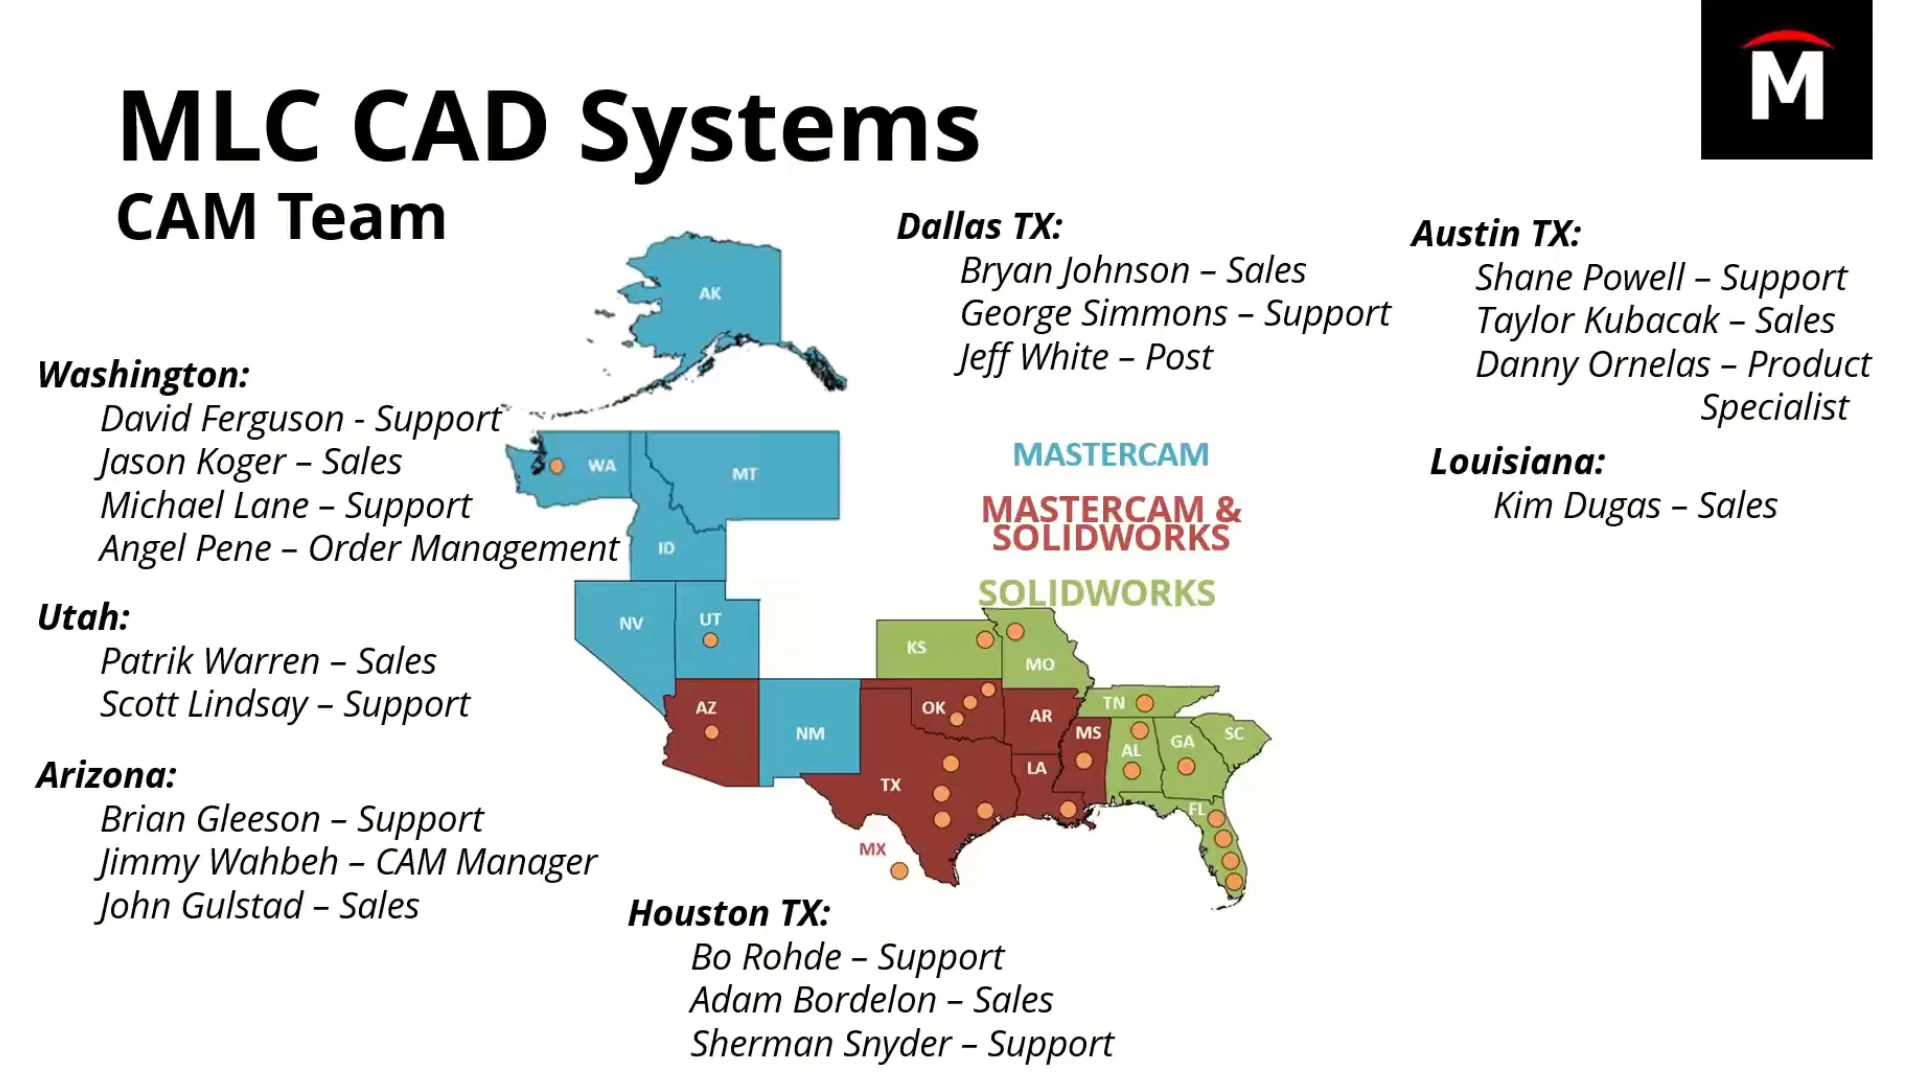 M
MLC CAD Systems
CAM Team
Dallas TX:
Bryan Johnson – Sales
George Simmons – Support
Jeff White – Post
Austin TX:
Shane Powell – Support
Taylor Kubacak – Sales
Danny Ornelas – Product
Specialist
Louisiana:
Kim Dugas – Sales
Washington:
David Ferguson - Support
Jason Koger – Sales
Michael Lane – Support
Angel Pene – Order Management
Utah:
Patrik Warren – Sales
Scott Lindsay – Support
Arizona:
Brian Gleeson – Support
Jimmy Wahbeh – CAM Manager
John Gulstad – Sales
Houston TX:
Bo Rohde – Support
Adam Bordelon – Sales
Sherman Snyder – Support
MASTERCAM
MASTERCAM &
SOLIDWORKS
SOLIDWORKS
AK
WA
MT
ID
NV
UT
AZ
NM
KS
MO
OK
AR
TN
MS
AL
GA
SC
TX
LA
FL
MX